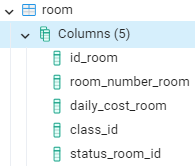 room
Columns (5)
id_room
room_number_room
daily_cost_room
class_id
status_room_id